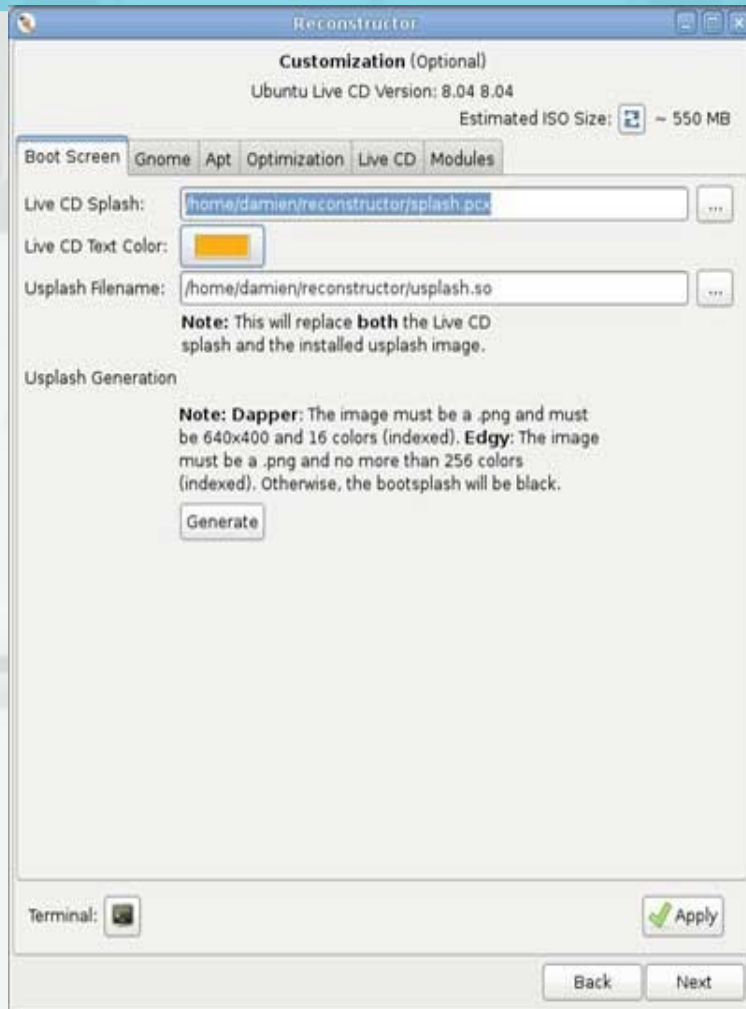 Reconstructor
Customization (Optional)
Ubuntu Live CD Version: 8.04 8.04
Estimated ISO Size: ~ 550 MB
Boot Screen Gnome Apt Optimization Live CD Modules
Live CD Splash: /home/damien/reconstructor/splash.pcx ...
Live CD Text Color:
Usplash Filename: /home/damien/reconstructor/usplash.so ...
Note: This will replace both the Live CD
splash and the installed usplash image.
Usplash Generation
Note: Dapper: The image must be a .png and must
be 640x400 and 16 colors (indexed). Edgy: The image
must be a .png and no more than 256 colors
(indexed). Otherwise, the bootsplash will be black.
Generate
Terminal: Apply
Back Next